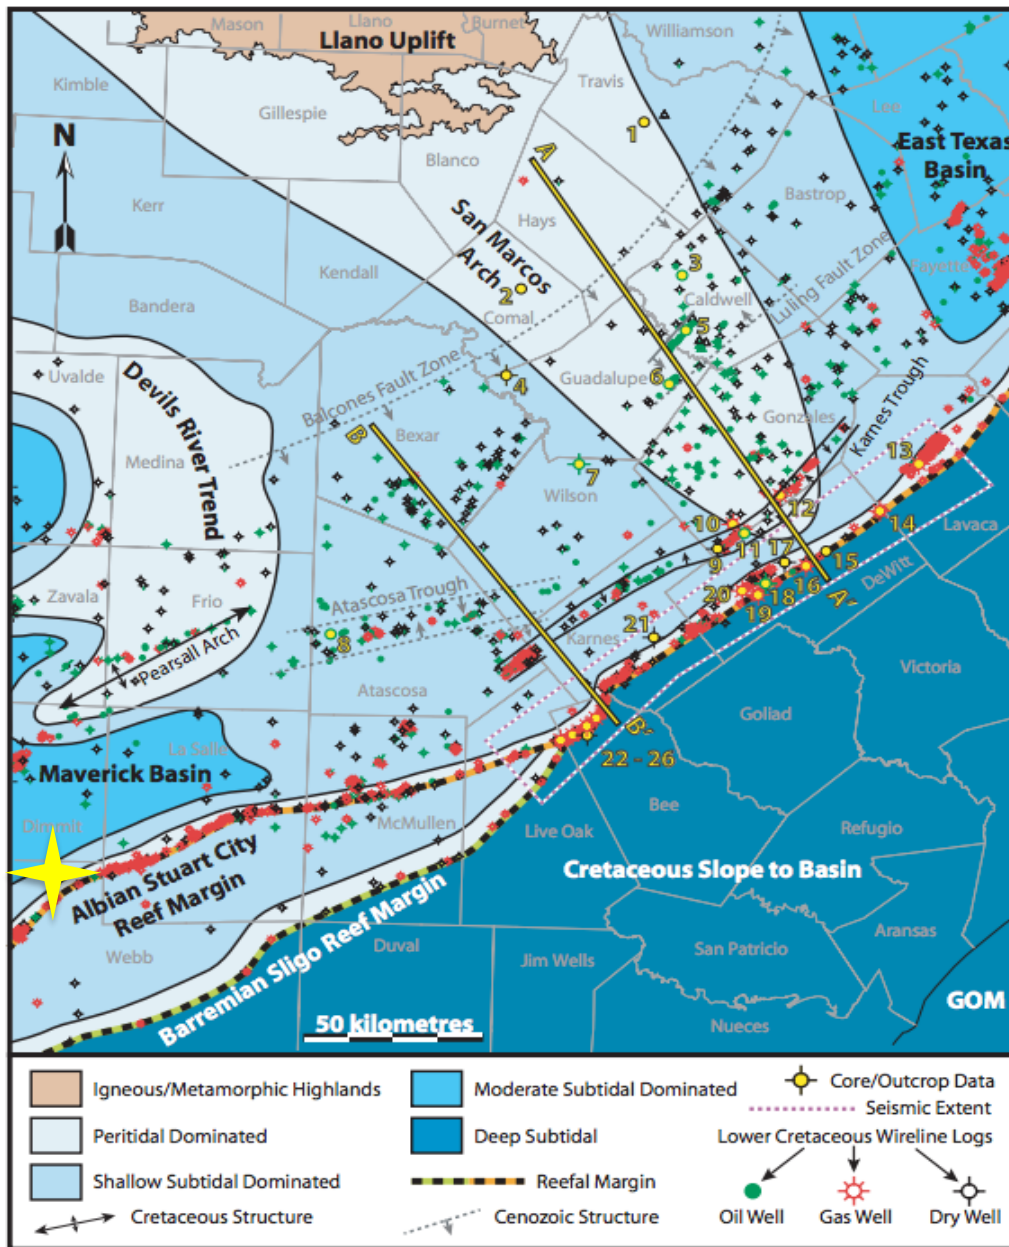 Mason
Llano
Burnet
Llano Uplift
Williamson
Kimble
Travis
Lee
Gillespie
N
1
East Texas
Basin
Blanco
A
Bastrop
Kerr
Hays
San Marcos
Arch
Kendall
3
Fayette
2
Caldwell
Luling Fault Zone
Bandera
Comal
5
Uvalde
Devils River Trend
Balcones Fault Zone
4
Guadalupe
6
Karnes Trough
B
Bexar
Gonzales
Medina
13
7
Wilson
12
10
14
11
17
Lavaca
9
15
16
DeWitt
Zavala
Frio
Atascosa Trough
20
18
A'
19
8
Karnes
21
Pearsall Arch
Victoria
Atascosa
Goliad
B'
La Salle
22 - 26
Maverick Basin
Bee
Dimmit
McMullen
Live Oak
Refugio
Albian Stuart City
Reef Margin
Cretaceous Slope to Basin
Barremian Sligo Reef Margin
Aransas
Webb
Duval
San Patricio
Jim Wells
GOM
50 kilometres
Nueces
Igneous/Metamorphic Highlands
Moderate Subtidal Dominated
Core/Outcrop Data
Seismic Extent
Peritidal Dominated
Deep Subtidal
Lower Cretaceous Wireline Logs
Shallow Subtidal Dominated
Reefal Margin
Cretaceous Structure
Cenozoic Structure
Oil Well
Gas Well
Dry Well